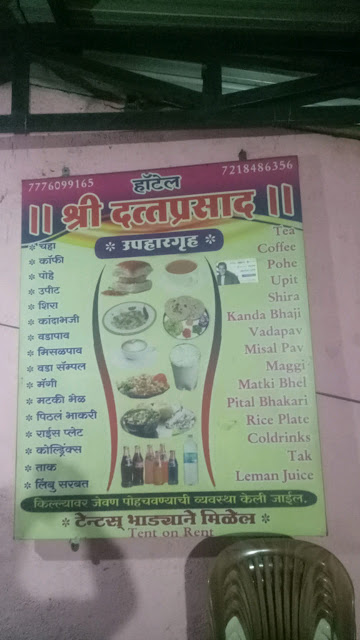 7776099165
हॉटेल
7218486356
|| श्री दत्तप्रसाद ||
* उपहारगृह *
* चहा
Tea
* कॉफी
Coffee
* पोहे
Pohe
* उपीट
Upit
* शिरा
Shira
* कांदाभजी
Kanda Bhaji
* वडापाव
Vadapav
* मिसळपाव
Misal Pav
* वडा सॅम्पल
Maggi
* मॅगी
Matki Bhel
* मटकी भेळ
Pital Bhakari
* पिठलं भाकरी
Rice Plate
* राईस प्लेट
Coldrinks
* कोल्ड्रिंक्स
Tak
* ताक
Leman Juice
* लिंबु सरबत
किल्ल्यावर जेवण पोहचवण्याची व्यवस्था केली जाईल.
* टेन्टस् भाड्याने मिळेल *
Tent on Rent